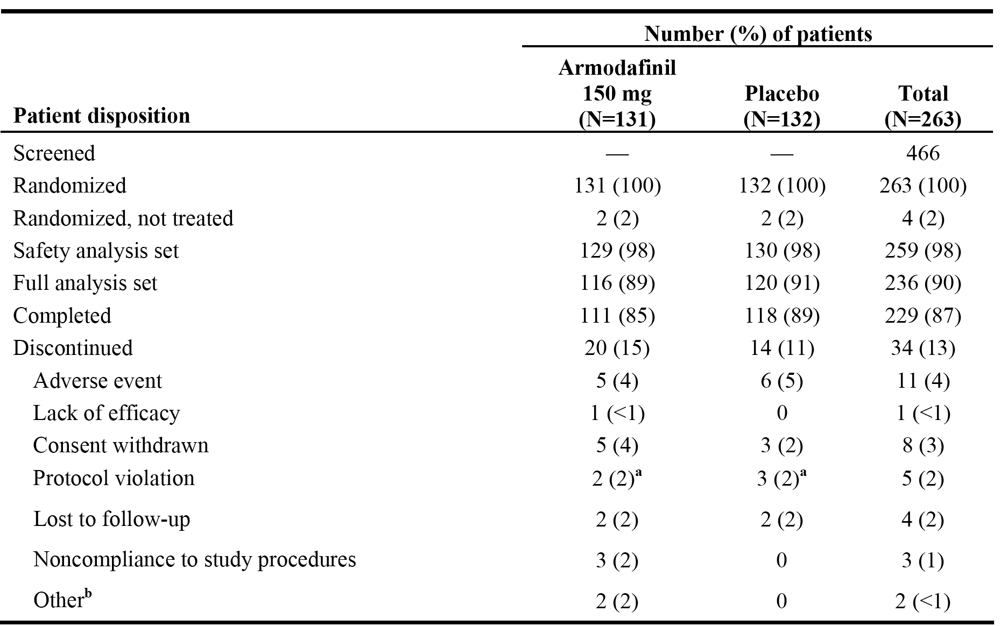 Number (%) of patients
Armodafinil
150 mg Placebo Total
Patient disposition (N=131) (N=132) (N=263)
Screened — — 466
Randomized 131 (100) 132 (100) 263 (100)
Randomized, not treated 2 (2) 2 (2) 4 (2)
Safety analysis set 129 (98) 130 (98) 259 (98)
Full analysis set 116 (89) 120 (91) 236 (90)
Completed 111 (85) 118 (89) 229 (87)
Discontinued 20 (15) 14 (11) 34 (13)
Adverse event 5 (4) 6 (5) 11 (4)
Lack of efficacy 1 (<1) 0 1 (<1)
Consent withdrawn 5 (4) 3 (2) 8 (3)
Protocol violation 2 (2)a 3 (2)a 5 (2)
Lost to follow-up 2 (2) 2 (2) 4 (2)
Noncompliance to study procedures 3 (2) 0 3 (1)
Otherb 2 (2) 0 2 (<1)